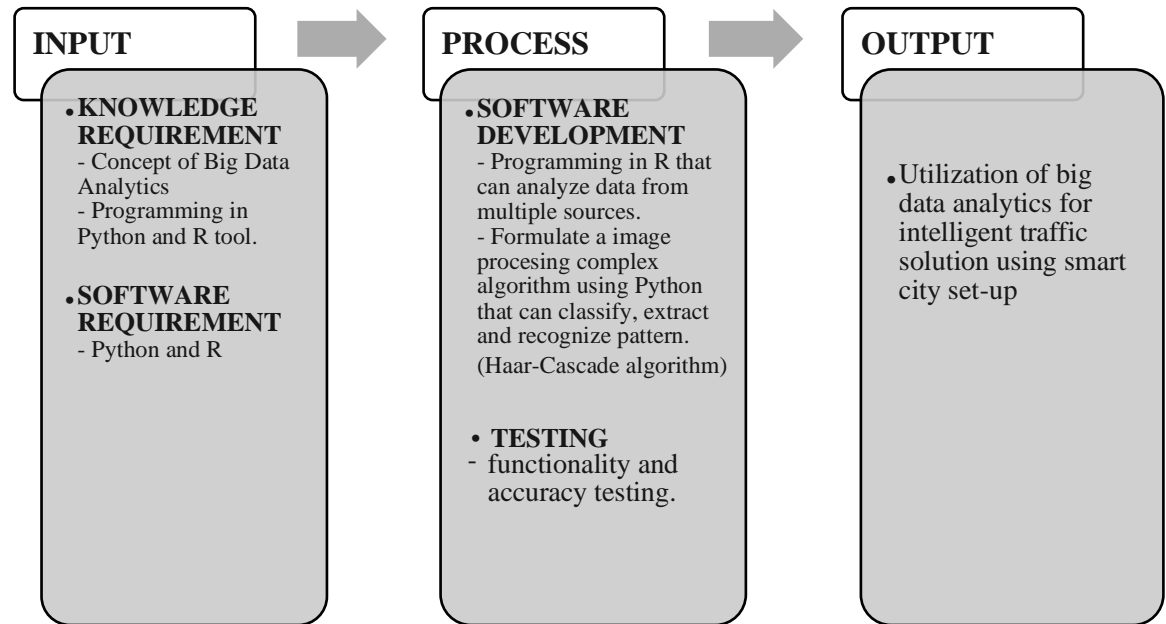 INPUT
•KNOWLEDGE
REQUIREMENT
- Concept of Big Data
Analytics
- Programming in
Python and R tool.
•SOFTWARE
REQUIREMENT
- Python and R
PROCESS
•SOFTWARE
DEVELOPMENT
- Programming in R that
can analyze data from
multiple sources.
- Formulate a image
procesing complex
algorithm using Python
that can classify, extract
and recognize pattern.
(Haar-Cascade algorithm)
• TESTING
- functionality and
accuracy testing.
OUTPUT
•Utilization of big
data analytics for
intelligent traffic
solution using smart
city set-up